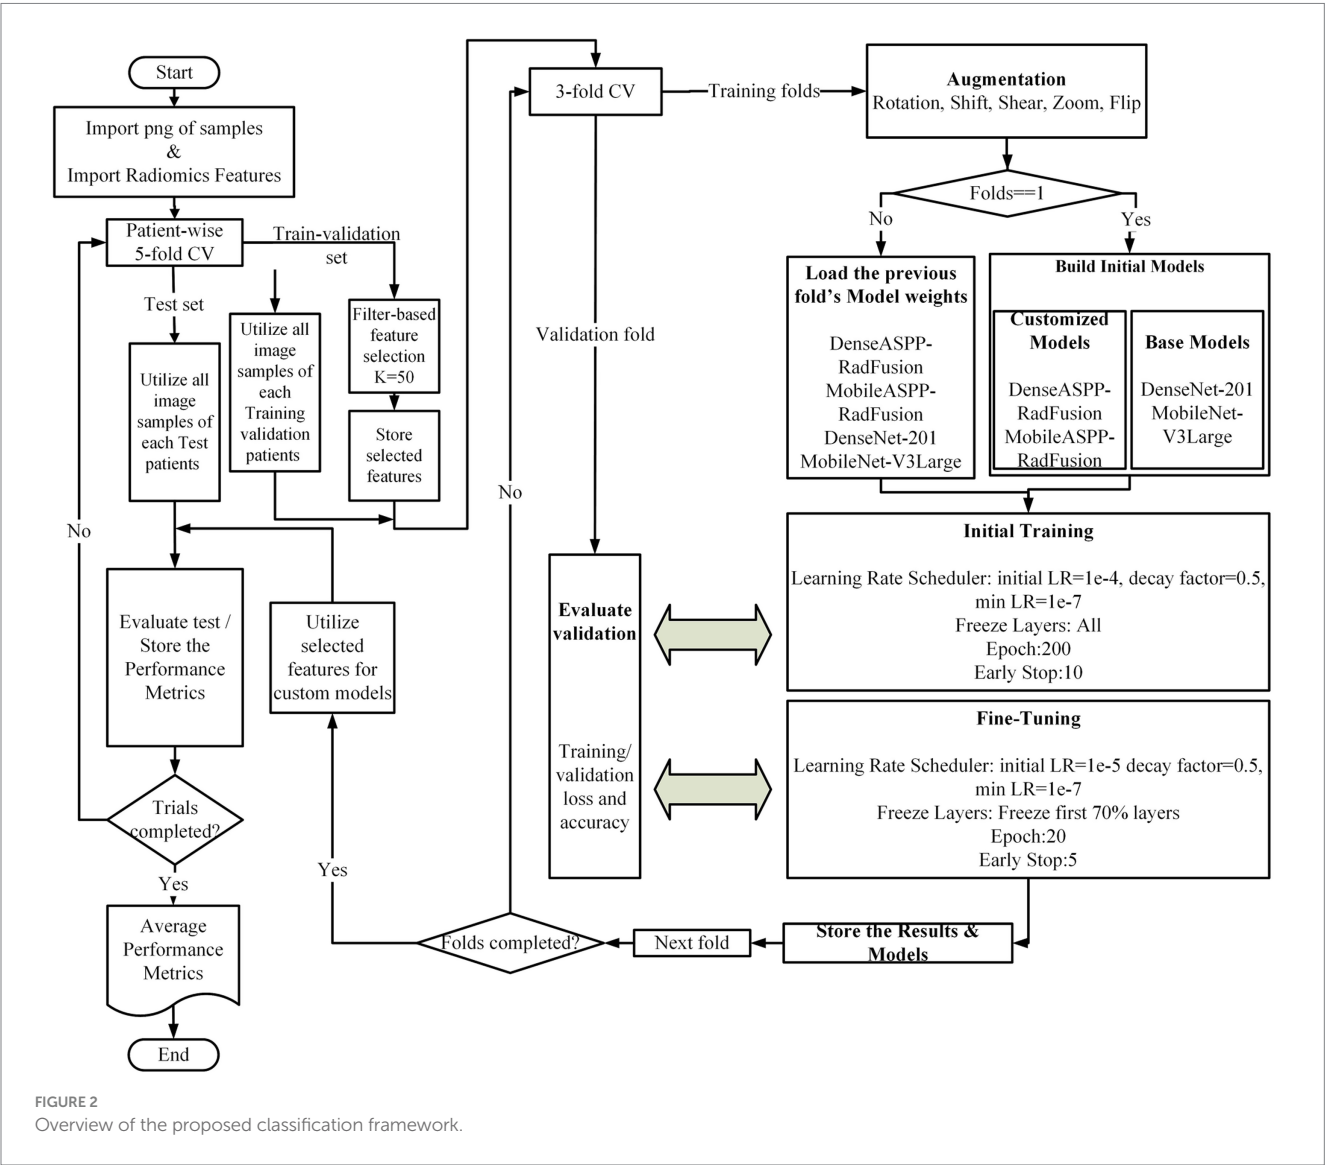 Start
Import png of samples
&
Import Radiomics Features
Patient-wise
5-fold CV
Train-validation
set
Test set
Utilize all
image
samples of
each Test
patients
Utilize all
image
samples of
each
Training
validation
patients
Filter-based
feature
selection
K=50
Store
selected
features
No
Evaluate test /
Store the
Performance
Metrics
Utilize
selected
features for
custom models
Trials
completed?
Yes
Average
Performance
Metrics
End
Yes
3-fold CV
Training folds
Augmentation
Rotation, Shift, Shear, Zoom, Flip
Folds==1
No
Yes
Load the previous
fold's Model weights
DenseASPP-
RadFusion
MobileASPP-
RadFusion
DenseNet-201
MobileNet-V3Large
Build Initial Models
Customized
Models
DenseASPP-
RadFusion
MobileASPP-
RadFusion
Base Models
DenseNet-201
MobileNet-
V3Large
Validation fold
No
Evaluate
validation
Training/
validation
loss and
accuracy
Initial Training
Learning Rate Scheduler: initial LR=1e-4, decay factor=0.5,
min LR=1e-7
Freeze Layers: All
Epoch:200
Early Stop:10
Fine-Tuning
Learning Rate Scheduler: initial LR=1e-5 decay factor=0.5,
min LR=1e-7
Freeze Layers: Freeze first 70% layers
Epoch:20
Early Stop:5
Store the Results &
Models
Next fold
Folds completed?
FIGURE 2
Overview of the proposed classification framework.